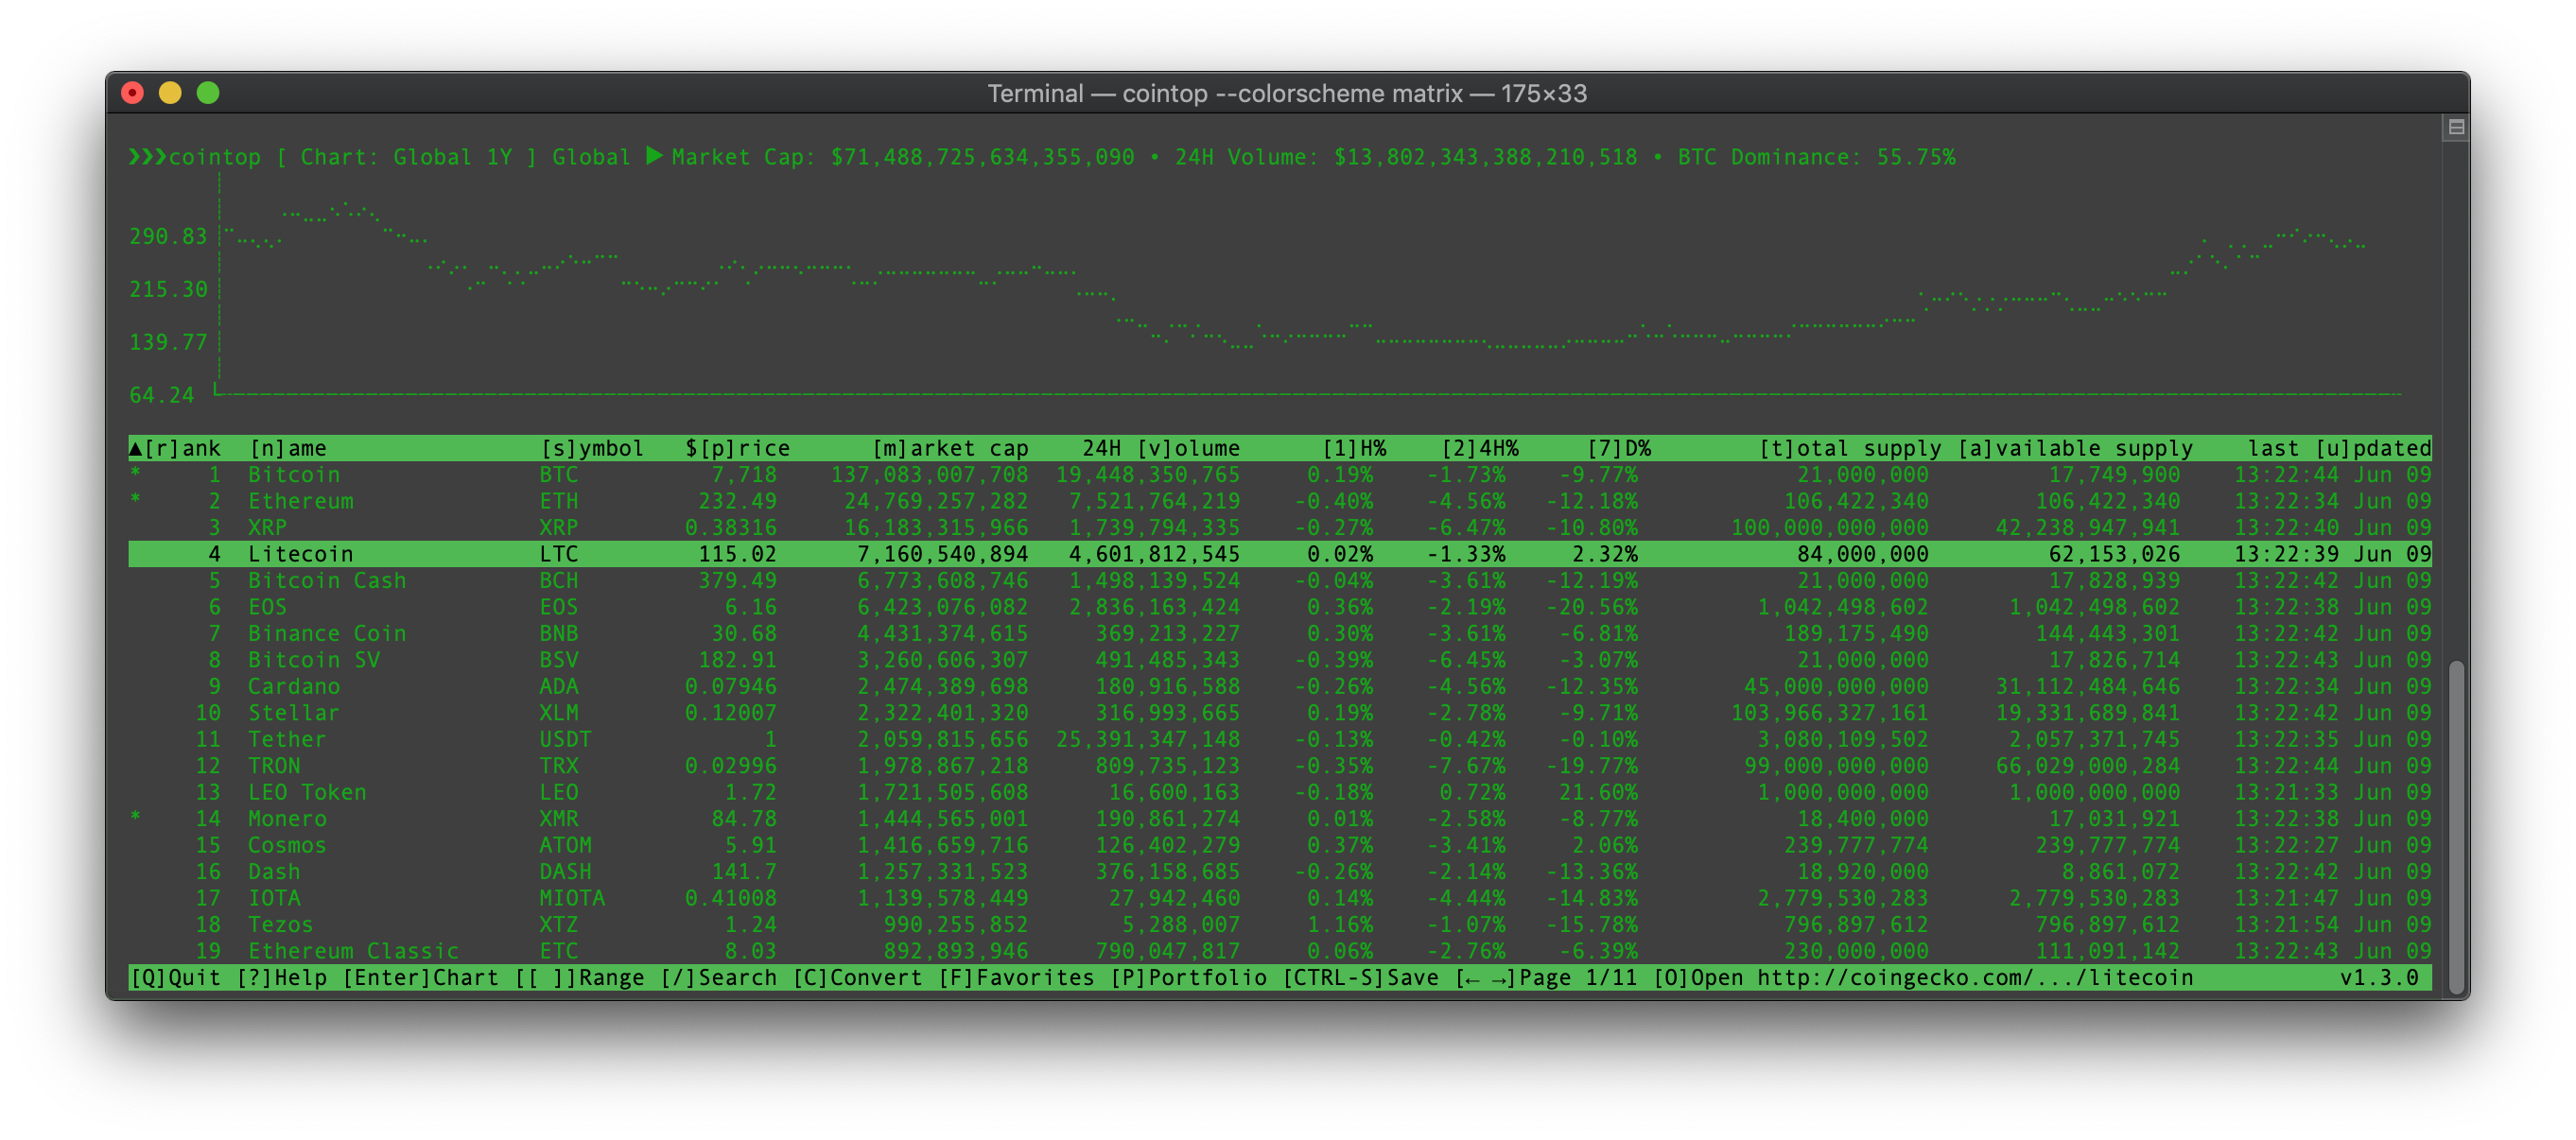 Terminal — cointop --colorscheme matrix — 175×33
❯❯❯cointop [ Chart: Global 1Y ] Global ▶ Market Cap: $71,488,725,634,355,090 • 24H Volume: $13,802,343,388,210,518 • BTC Dominance: 55.75%
290.83
215.30
139.77
64.24
▲[r]ank [n]ame [s]ymbol $[p]rice [m]arket cap 24H [v]olume [1]H% [2]4H% [7]D% [t]otal supply [a]vailable supply last [u]pdated
* 1 Bitcoin BTC 7,718 137,083,007,708 19,448,350,765 0.19% -1.73% -9.77% 21,000,000 17,749,900 13:22:44 Jun 09
* 2 Ethereum ETH 232.49 24,769,257,282 7,521,764,219 -0.40% -4.56% -12.18% 106,422,340 106,422,340 13:22:34 Jun 09
3 XRP XRP 0.38316 16,183,315,966 1,739,794,335 -0.27% -6.47% -10.80% 100,000,000,000 42,238,947,941 13:22:40 Jun 09
4 Litecoin LTC 115.02 7,160,540,894 4,601,812,545 0.02% -1.33% 2.32% 84,000,000 62,153,026 13:22:39 Jun 09
5 Bitcoin Cash BCH 379.49 6,773,608,746 1,498,139,524 -0.04% -3.61% -12.19% 21,000,000 17,828,939 13:22:42 Jun 09
6 EOS EOS 6.16 6,423,076,082 2,836,163,424 0.36% -2.19% -20.56% 1,042,498,602 1,042,498,602 13:22:38 Jun 09
7 Binance Coin BNB 30.68 4,431,374,615 369,213,227 0.30% -3.61% -6.81% 189,175,490 144,443,301 13:22:42 Jun 09
8 Bitcoin SV BSV 182.91 3,260,606,307 491,485,343 -0.39% -6.45% -3.07% 21,000,000 17,826,714 13:22:43 Jun 09
9 Cardano ADA 0.07946 2,474,389,698 180,916,588 -0.26% -4.56% -12.35% 45,000,000,000 31,112,484,646 13:22:34 Jun 09
10 Stellar XLM 0.12007 2,322,401,320 316,993,665 0.19% -2.78% -9.71% 103,966,327,161 19,331,689,841 13:22:42 Jun 09
11 Tether USDT 1 2,059,815,656 25,391,347,148 -0.13% -0.42% -0.10% 3,080,109,502 2,057,371,745 13:22:35 Jun 09
12 TRON TRX 0.02996 1,978,867,218 809,735,123 -0.35% -7.67% -19.77% 99,000,000,000 66,029,000,284 13:22:44 Jun 09
13 LEO Token LEO 1.72 1,721,505,608 16,600,163 -0.18% 0.72% 21.60% 1,000,000,000 1,000,000,000 13:21:33 Jun 09
* 14 Monero XMR 84.78 1,444,565,001 190,861,274 0.01% -2.58% -8.77% 18,400,000 17,031,921 13:22:38 Jun 09
15 Cosmos ATOM 5.91 1,416,659,716 126,402,279 0.37% -3.41% 2.06% 239,777,774 239,777,774 13:22:27 Jun 09
16 Dash DASH 141.7 1,257,331,523 376,158,685 -0.26% -2.14% -13.36% 18,920,000 8,861,072 13:22:42 Jun 09
17 IOTA MIOTA 0.41008 1,139,578,449 27,942,460 0.14% -4.44% -14.83% 2,779,530,283 2,779,530,283 13:21:47 Jun 09
18 Tezos XTZ 1.24 990,255,852 5,288,007 1.16% -1.07% -15.78% 796,897,612 796,897,612 13:21:54 Jun 09
19 Ethereum Classic ETC 8.03 892,893,946 790,047,817 0.06% -2.76% -6.39% 230,000,000 111,091,142 13:22:43 Jun 09
[Q]Quit [?]Help [Enter]Chart [[ ]]Range [/]Search [C]Convert [F]Favorites [P]Portfolio [CTRL-S]Save [← →]Page 1/11 [O]Open http://coingecko.com/.../litecoin v1.3.0